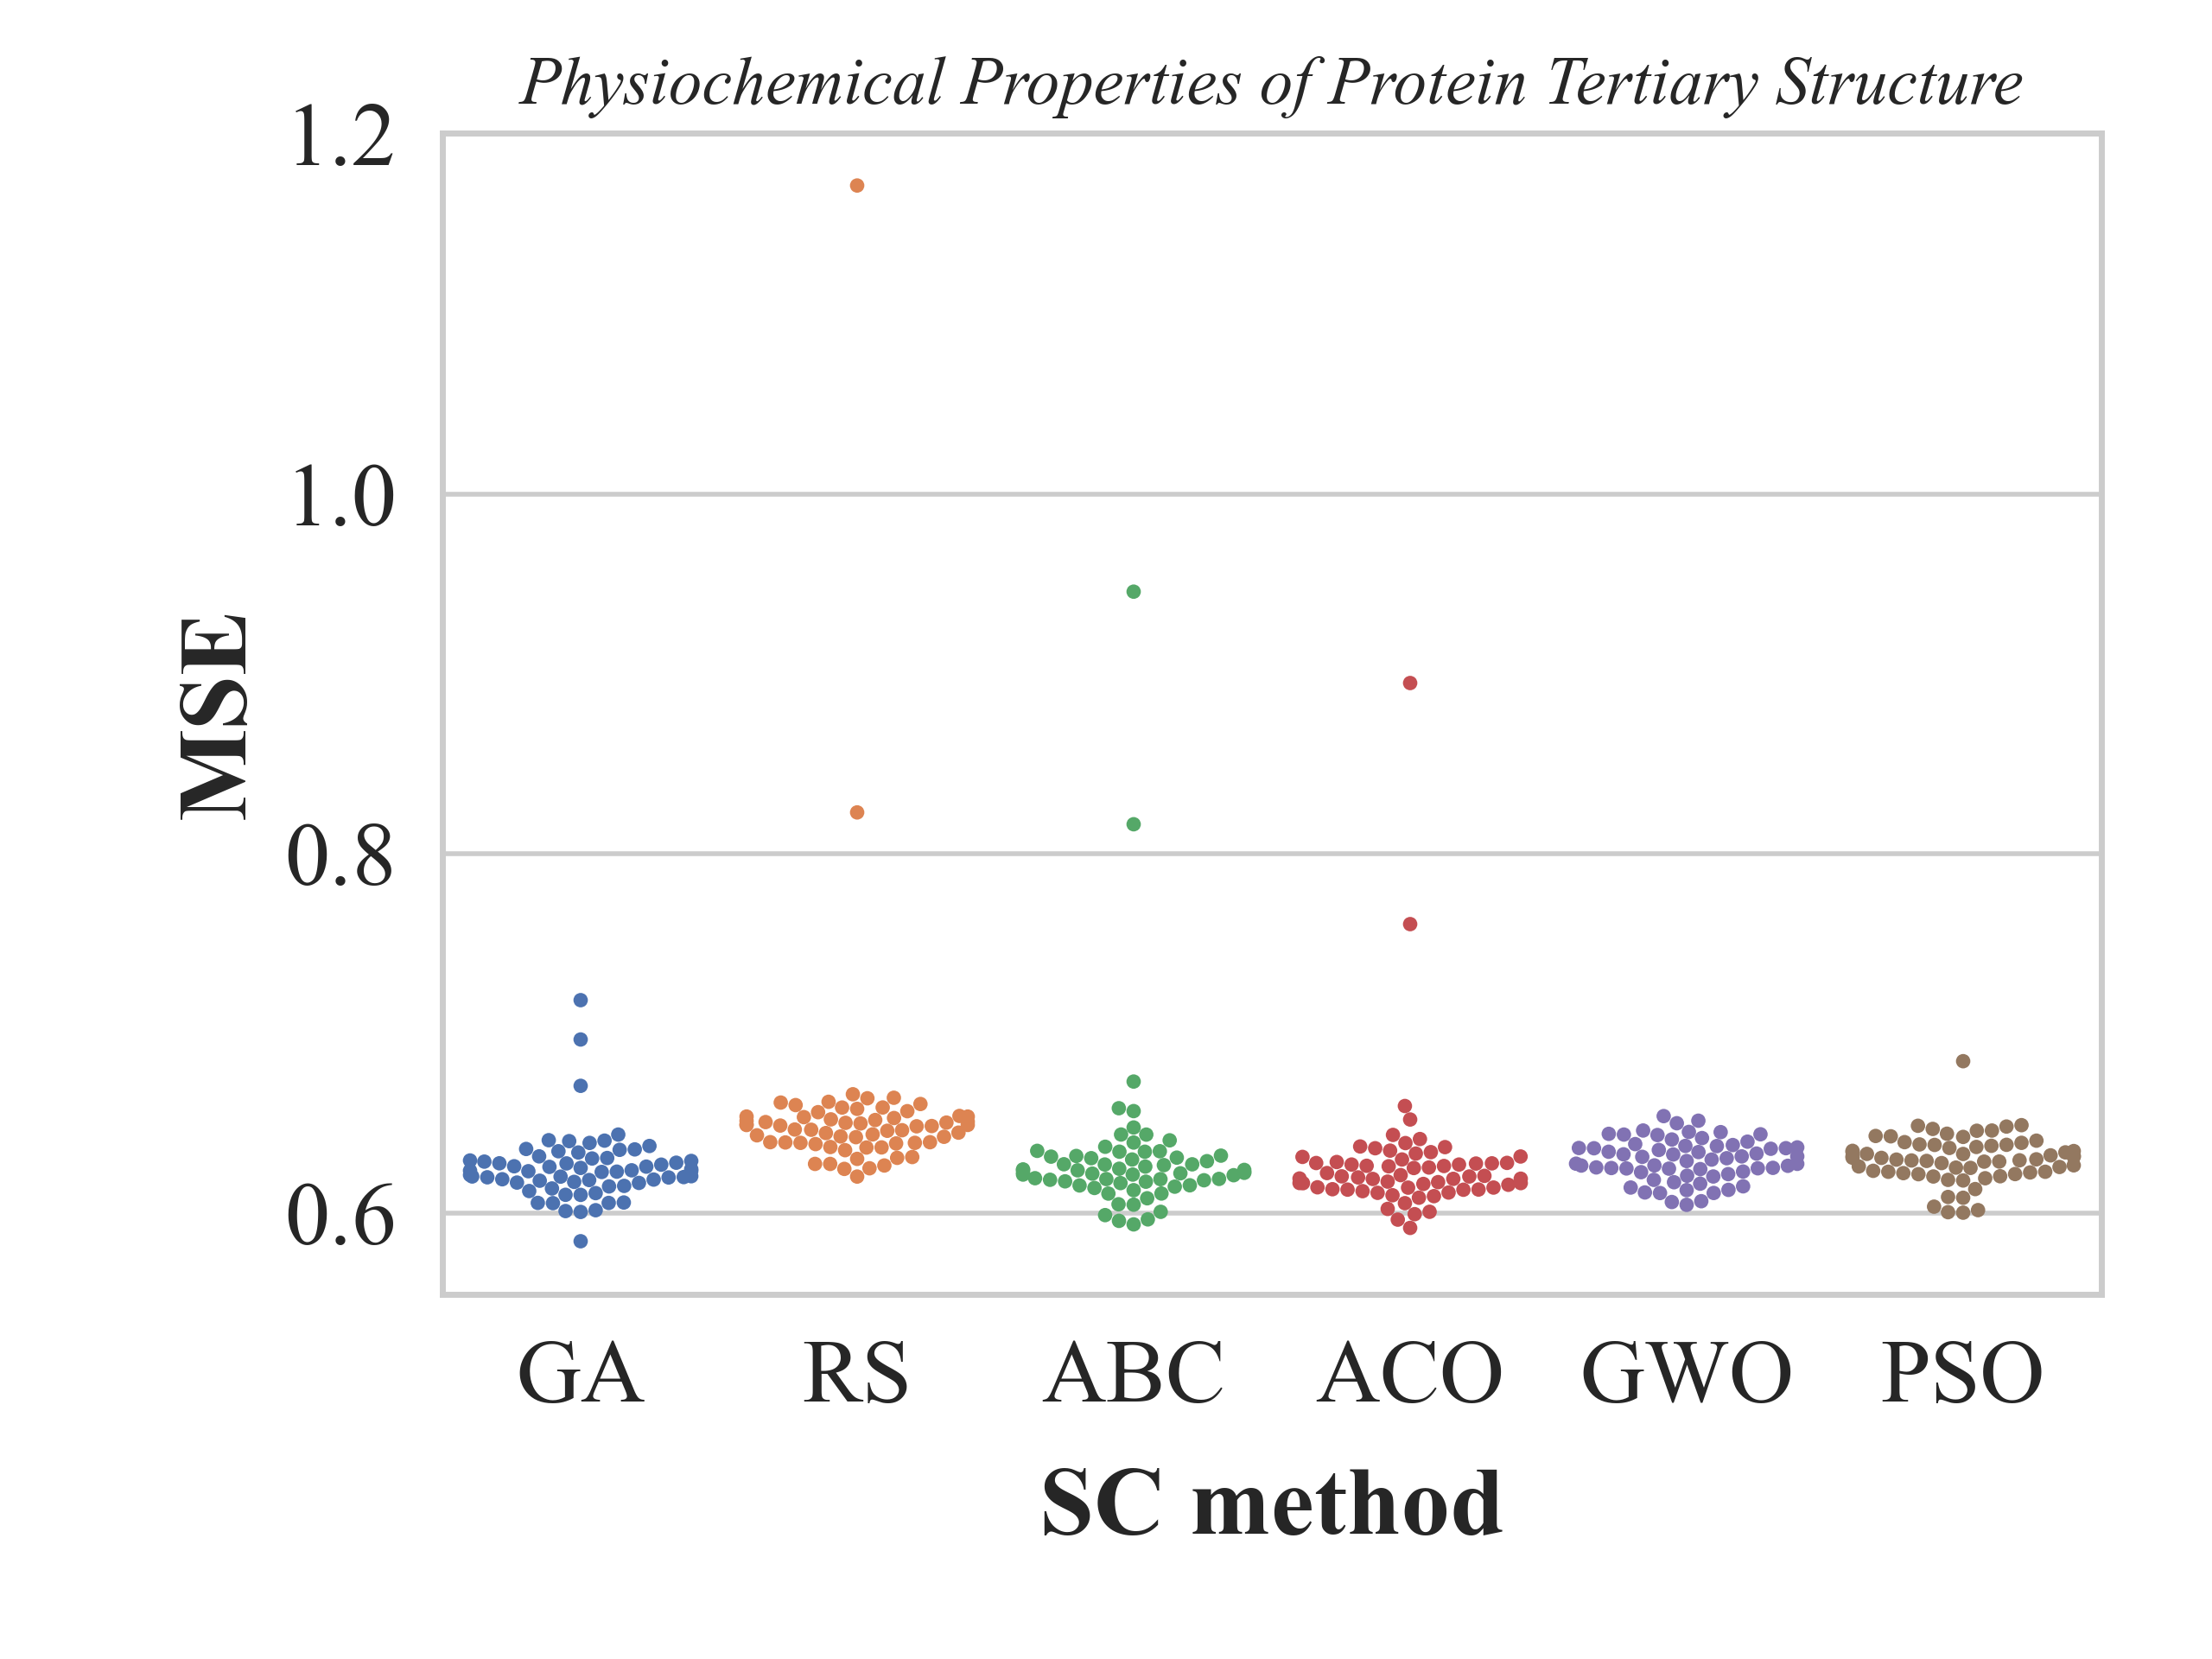 Physiochemical Properties of Protein Tertiary Structure
1.2
1.0
0.8
0.6
MSE
GA RS ABC ACO GWO PSO
SC method